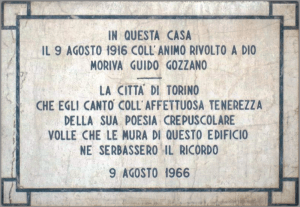 IN QUESTA CASA
IL 9 AGOSTO 1916 COLL'ANIMO RIVOLTO A DIO
MORIVA GUIDO GOZZANO
LA CITTA' DI TORINO
CHE EGLI CANTO' COLL'AFFETTUOSA TENEREZZA
DELLA SUA POESIA CREPUSCOLARE
VOLLE CHE LE MURA DI QUESTO EDIFICIO
NE SERBASSERO IL RICORDO
9 AGOSTO 1966